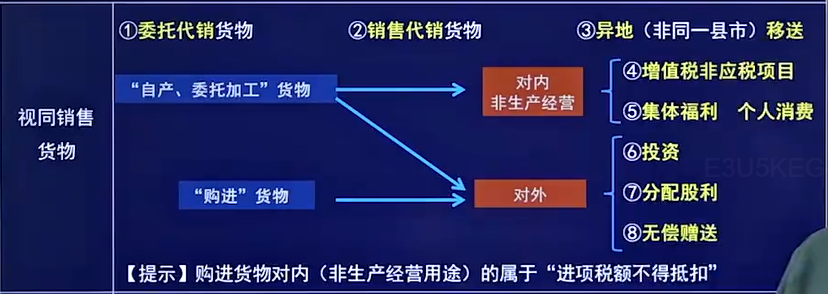 ①委托代销货物 ②销售代销货物 ③异地（非同一县市）移送
视同销售
货物
“自产、委托加工”货物
对内
非生产经营
④增值税非应税项目
⑤集体福利 个人消费
“购进”货物
对外
⑥投资
⑦分配股利
⑧无偿赠送
【提示】购进货物对内（非生产经营用途）的属于“进项税额不得抵扣”
E3U5KEG